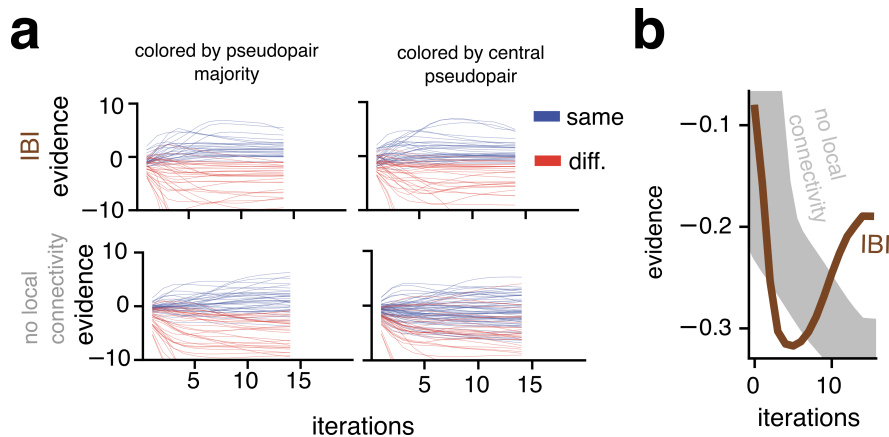 a
colored by pseudopair
majority
colored by central
pseudopair
IBI
evidence
10
0
−10
same
diff.
no local
connectivity
evidence
10
0
−10
5
10
15
5
10
15
iterations
b
evidence
−0.1
−0.2
−0.3
no local
connectivity
IBI
0
10
iterations